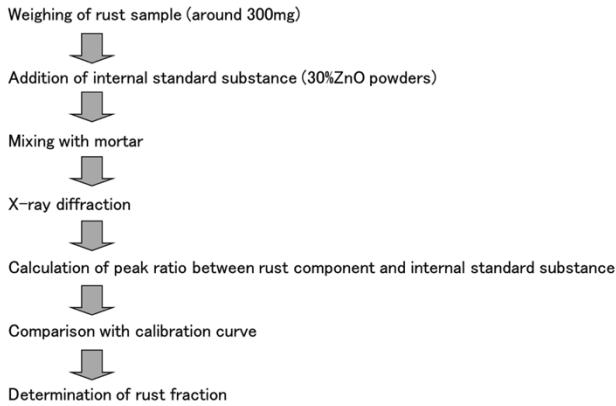 Weighing of rust sample (around 300mg)
Addition of internal standard substance (30%ZnO powders)
Mixing with mortar
X-ray diffraction
Calculation of peak ratio between rust component and internal standard substance
Comparison with calibration curve
Determination of rust fraction